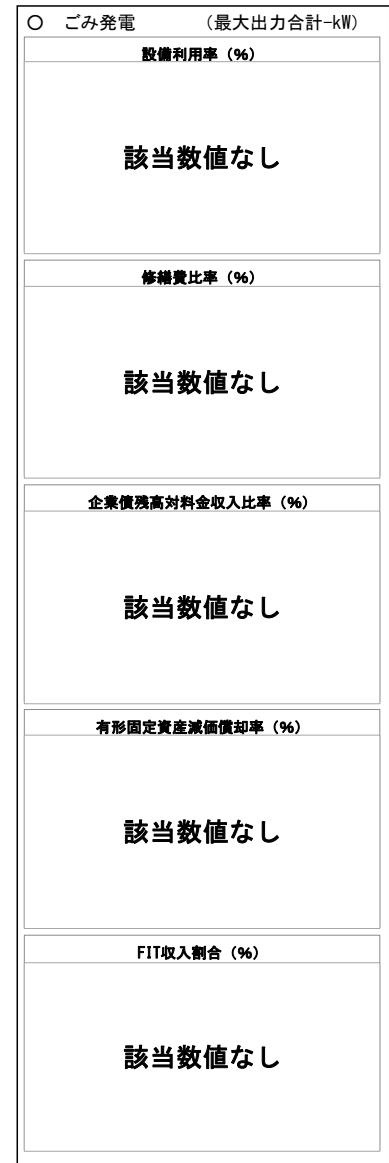 ○ ごみ発電 （最大出力合計-kW）
設備利用率（%）
該当数値なし
修繕費比率（%）
該当数値なし
企業債残高対料金収入比率（%）
該当数値なし
有形固定資産減価償却率（%）
該当数値なし
FIT収入割合（%）
該当数値なし